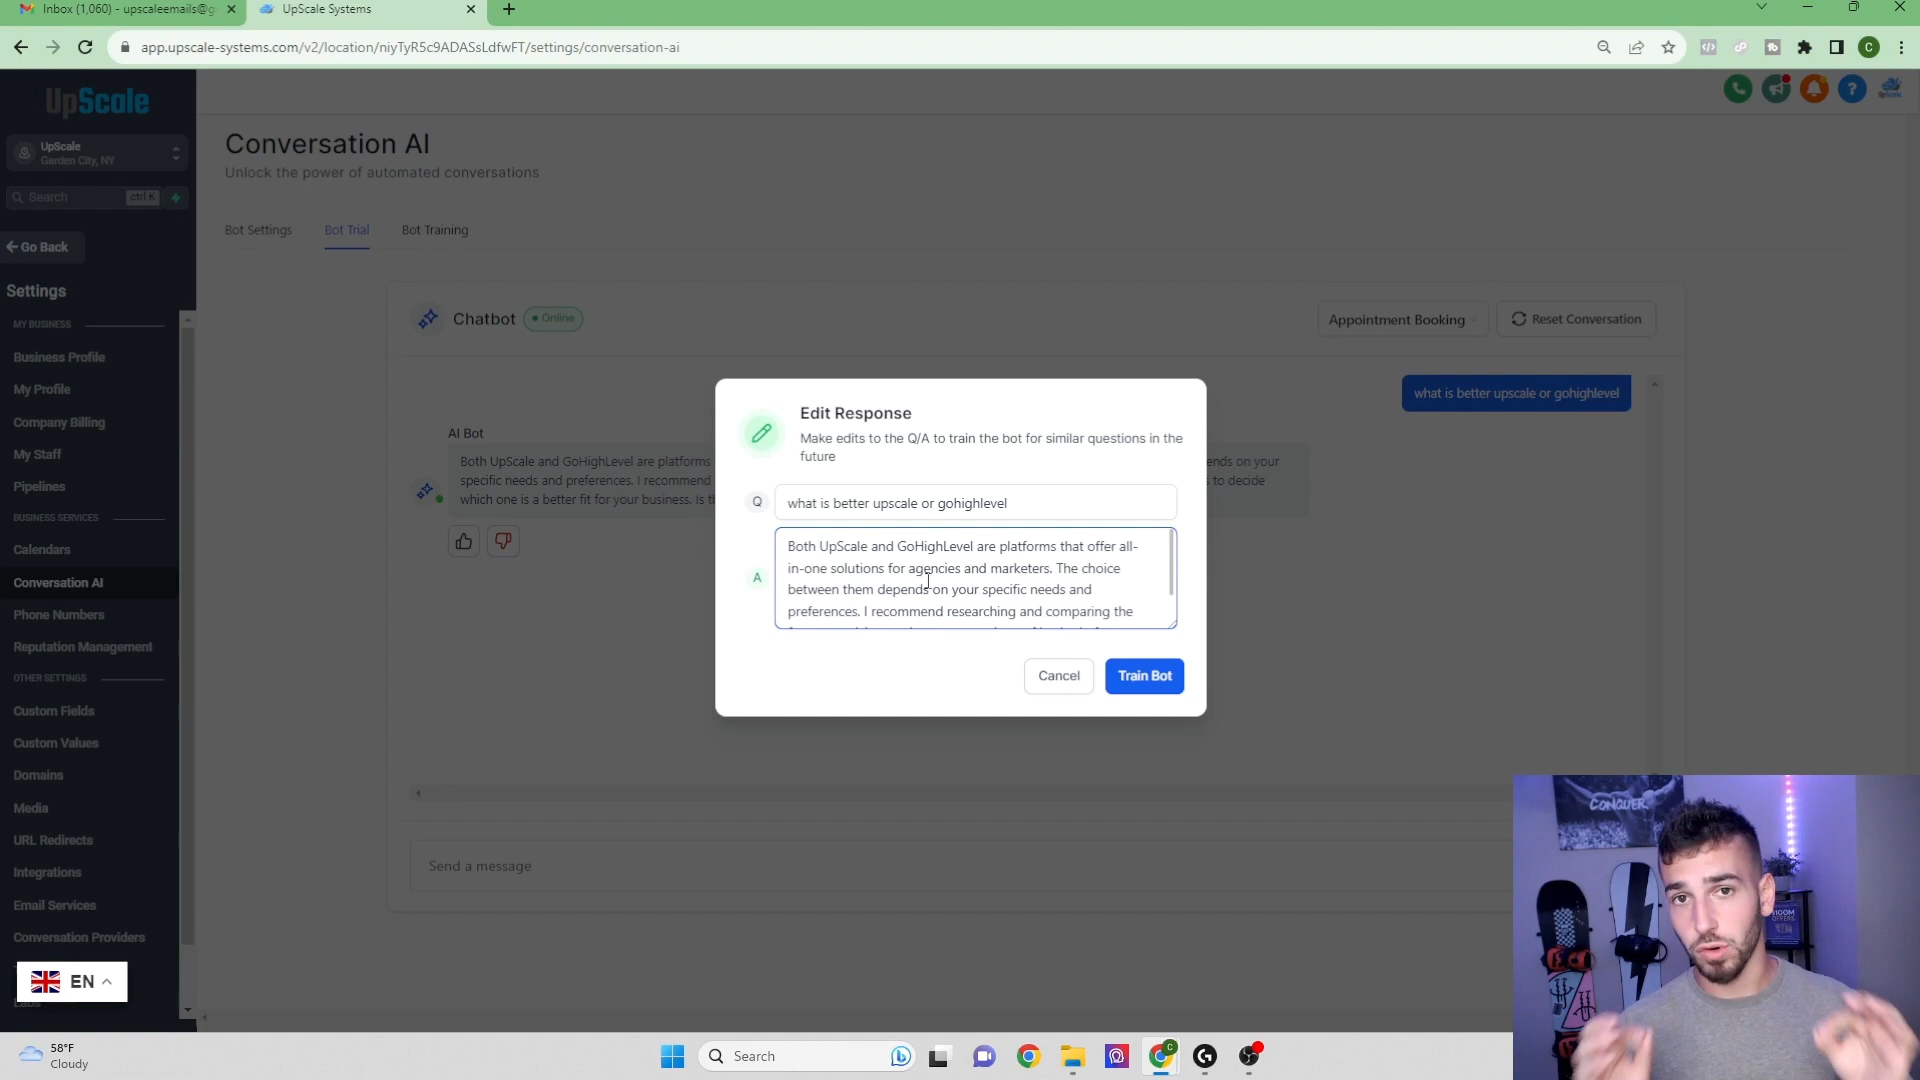 Inbox (1,060) - upscaleemails@g
UpScale Systems
app.upscale-systems.com/v2/location/niyTyR5c9ADASsLdfwFT/settings/conversation-ai
UpScale
UpScale
Garden City, NY
Search
ctrl K
Go Back
Settings
MY BUSINESS
Business Profile
My Profile
Company Billing
My Staff
Pipelines
BUSINESS SERVICES
Calendars
Conversation AI
Phone Numbers
Reputation Management
OTHER SETTINGS
Custom Fields
Custom Values
Domains
Media
URL Redirects
Integrations
Email Services
Conversation Providers
Labs
EN
Conversation AI
Unlock the power of automated conversations
Bot Settings
Bot Trial
Bot Training
Chatbot
Online
Appointment Booking
Reset Conversation
what is better upscale or gohighlevel
AI Bot
Both UpScale and GoHighLevel are platforms
ends on your
specific needs and preferences. I recommend
s to decide
which one is a better fit for your business. Is th
Edit Response
Make edits to the Q/A to train the bot for similar questions in the
future
Q
what is better upscale or gohighlevel
A
Both UpScale and GoHighLevel are platforms that offer all-
in-one solutions for agencies and marketers. The choice
between them depends on your specific needs and
preferences. I recommend researching and comparing the
Cancel
Train Bot
Send a message
CONQUER
$100M
OFFERS
58°F
Cloudy
Search